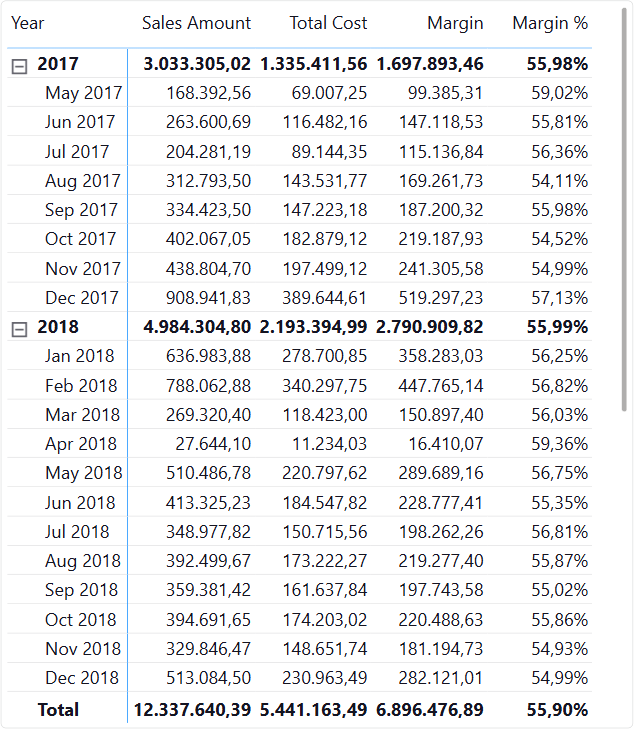 Year Sales Amount Total Cost Margin Margin %
2017 3.033.305,02 1.335.411,56 1.697.893,46 55,98%
May 2017 168.392,56 69.007,25 99.385,31 59,02%
Jun 2017 263.600,69 116.482,16 147.118,53 55,81%
Jul 2017 204.281,19 89.144,35 115.136,84 56,36%
Aug 2017 312.793,50 143.531,77 169.261,73 54,11%
Sep 2017 334.423,50 147.223,18 187.200,32 55,98%
Oct 2017 402.067,05 182.879,12 219.187,93 54,52%
Nov 2017 438.804,70 197.499,12 241.305,58 54,99%
Dec 2017 908.941,83 389.644,61 519.297,23 57,13%
2018 4.984.304,80 2.193.394,99 2.790.909,82 55,99%
Jan 2018 636.983,88 278.700,85 358.283,03 56,25%
Feb 2018 788.062,88 340.297,75 447.765,14 56,82%
Mar 2018 269.320,40 118.423,00 150.897,40 56,03%
Apr 2018 27.644,10 11.234,03 16.410,07 59,36%
May 2018 510.486,78 220.797,62 289.689,16 56,75%
Jun 2018 413.325,23 184.547,82 228.777,41 55,35%
Jul 2018 348.977,82 150.715,56 198.262,26 56,81%
Aug 2018 392.499,67 173.222,27 219.277,40 55,87%
Sep 2018 359.381,42 161.637,84 197.743,58 55,02%
Oct 2018 394.691,65 174.203,02 220.488,63 55,86%
Nov 2018 329.846,47 148.651,74 181.194,73 54,93%
Dec 2018 513.084,50 230.963,49 282.121,01 54,99%
Total 12.337.640,39 5.441.163,49 6.896.476,89 55,90%